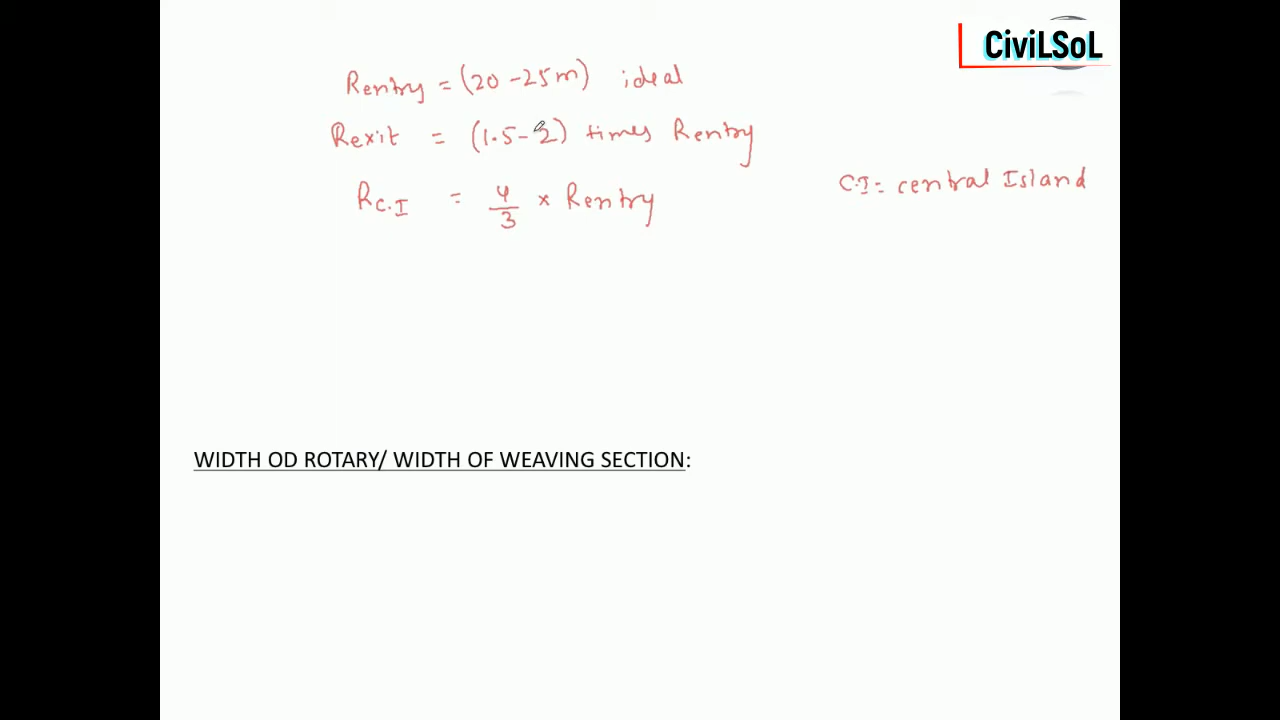 CiviLSoL
Rentry = (20-25m) ideal
Rexit = (1.5-2) times Rentry
C.I = central Island
RC.I = 4/3 × Rentry
WIDTH OD ROTARY/ WIDTH OF WEAVING SECTION: